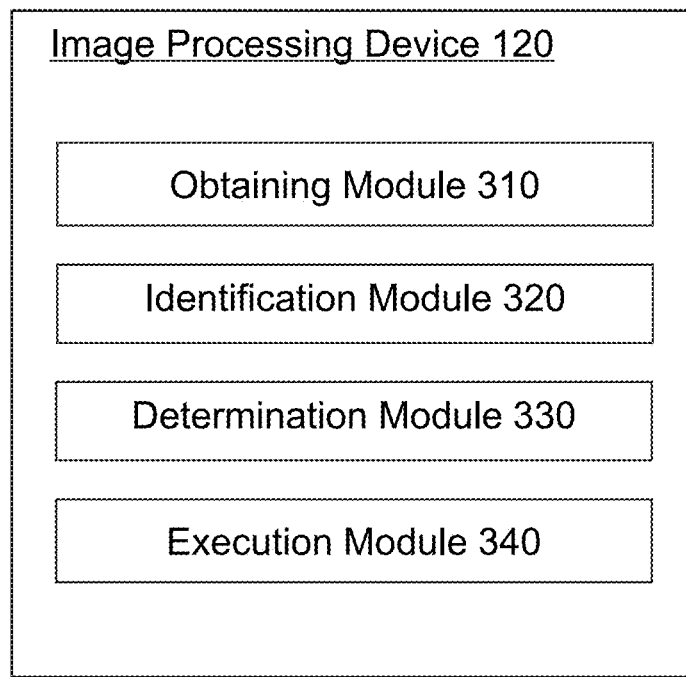 Image Processing Device 120
Obtaining Module 310
Identification Module 320
Determination Module 330
Execution Module 340